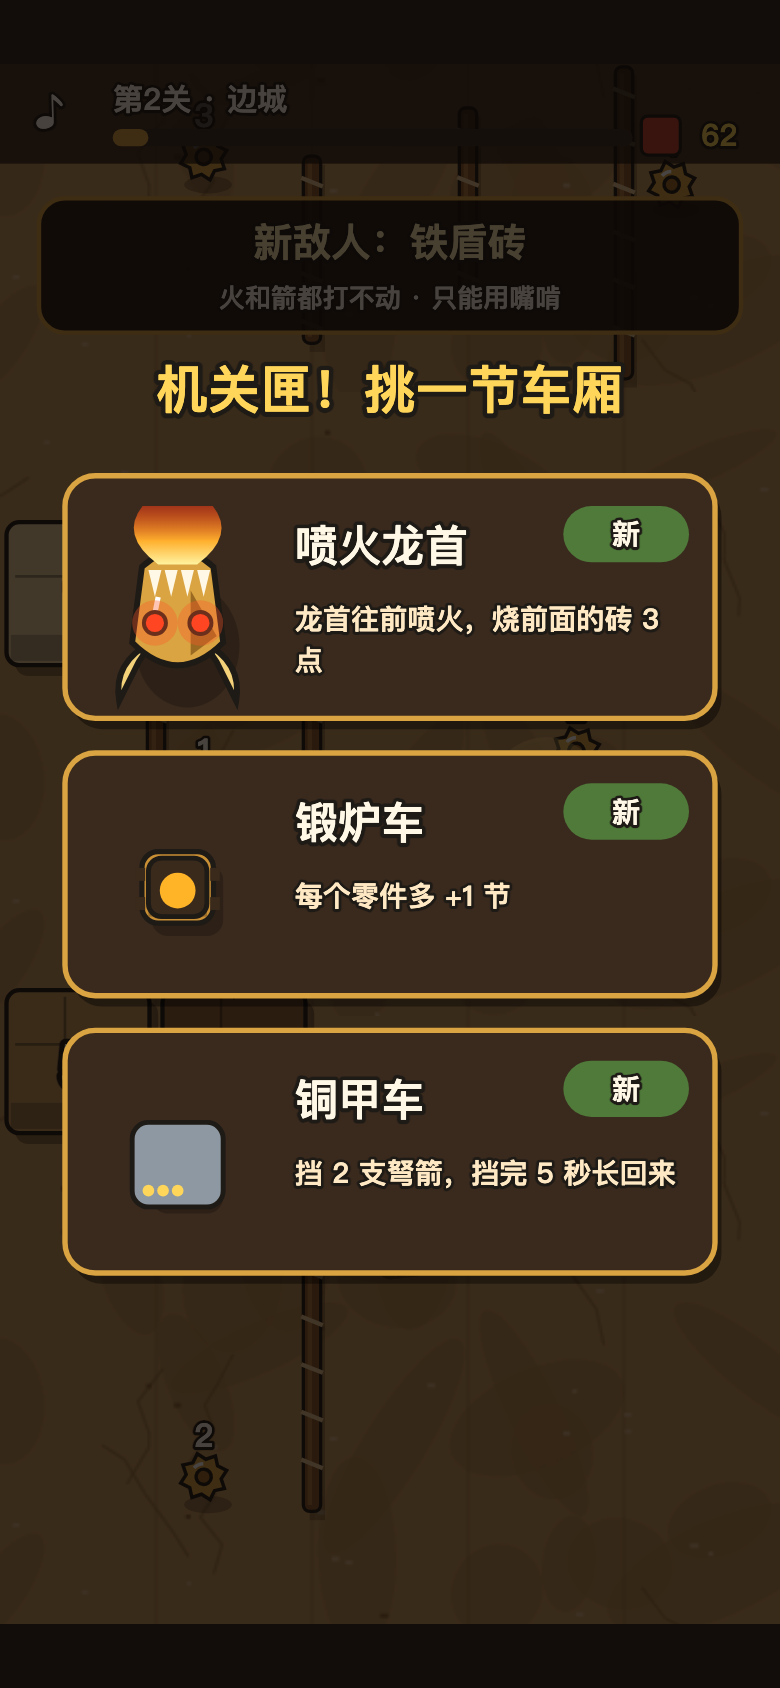 第2关 · 边城
3
62
新敌人：铁盾砖
火和箭都打不动 · 只能用嘴啃
机关匣！挑一节车厢
喷火龙首
新
龙首往前喷火，烧前面的砖 3
点
1
锻炉车
新
每个零件多 +1 节
铜甲车
新
挡 2 支弩箭，挡完 5 秒长回来
2